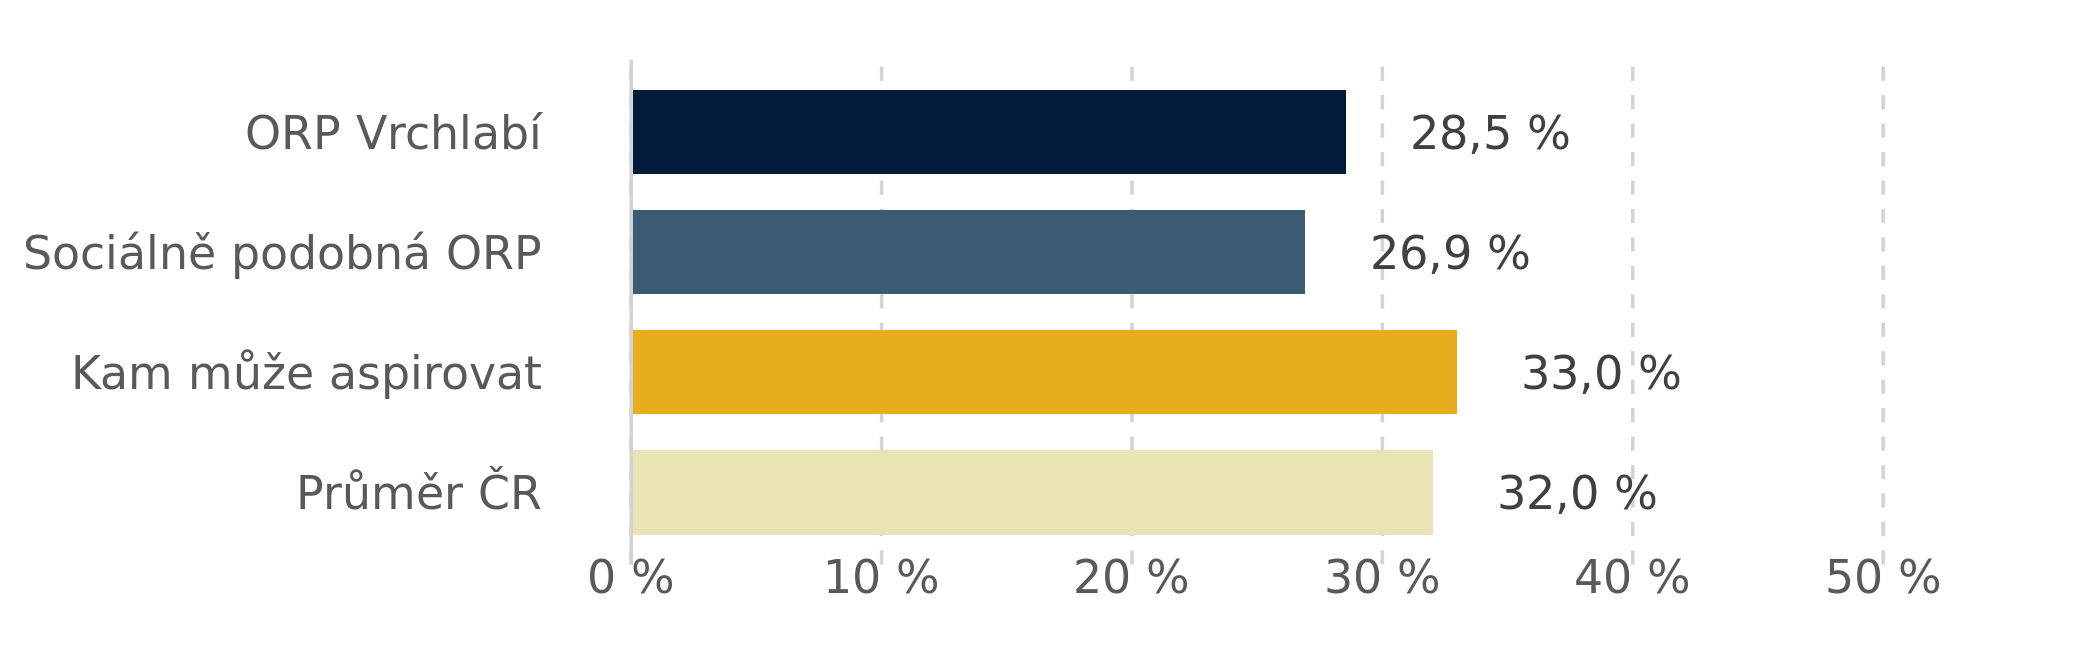 ORP Vrchlabí 28,5 %
Sociálně podobná ORP 26,9 %
Kam může aspirovat 33,0 %
Průměr ČR 32,0 %
0 % 10 % 20 % 30 % 40 % 50 %